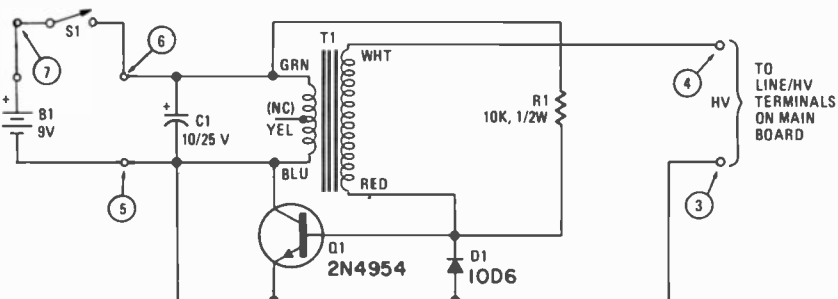 S1
6
7
T1
GRN
WHT
4
TO
LINE/HV
TERMINALS
ON MAIN
BOARD
HV
+
B1
9V
+
C1
10/25 V
(NC)
YEL
R1
10K, 1/2W
BLU
RED
5
3
Q1
2N4954
D1
10D6